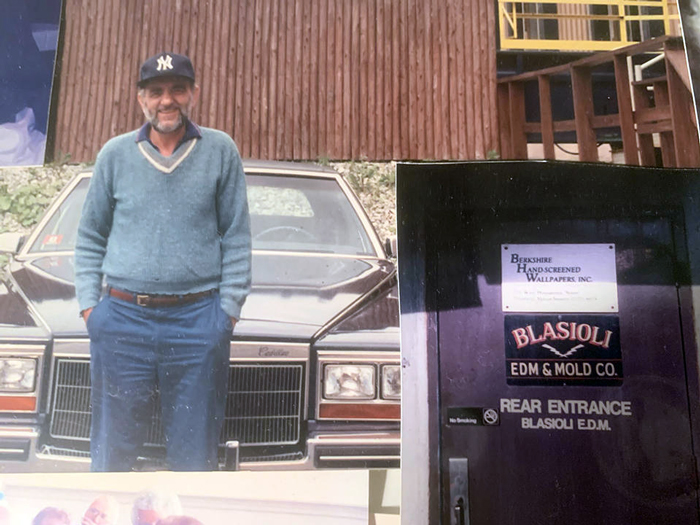 NY
Cadillac
BERKSHIRE
HAND-SCREENED
WALLPAPERS, INC.
BLASIOLI
EDM & MOLD CO.
REAR ENTRANCE
BLASIOLI E.D.M.
No Smoking